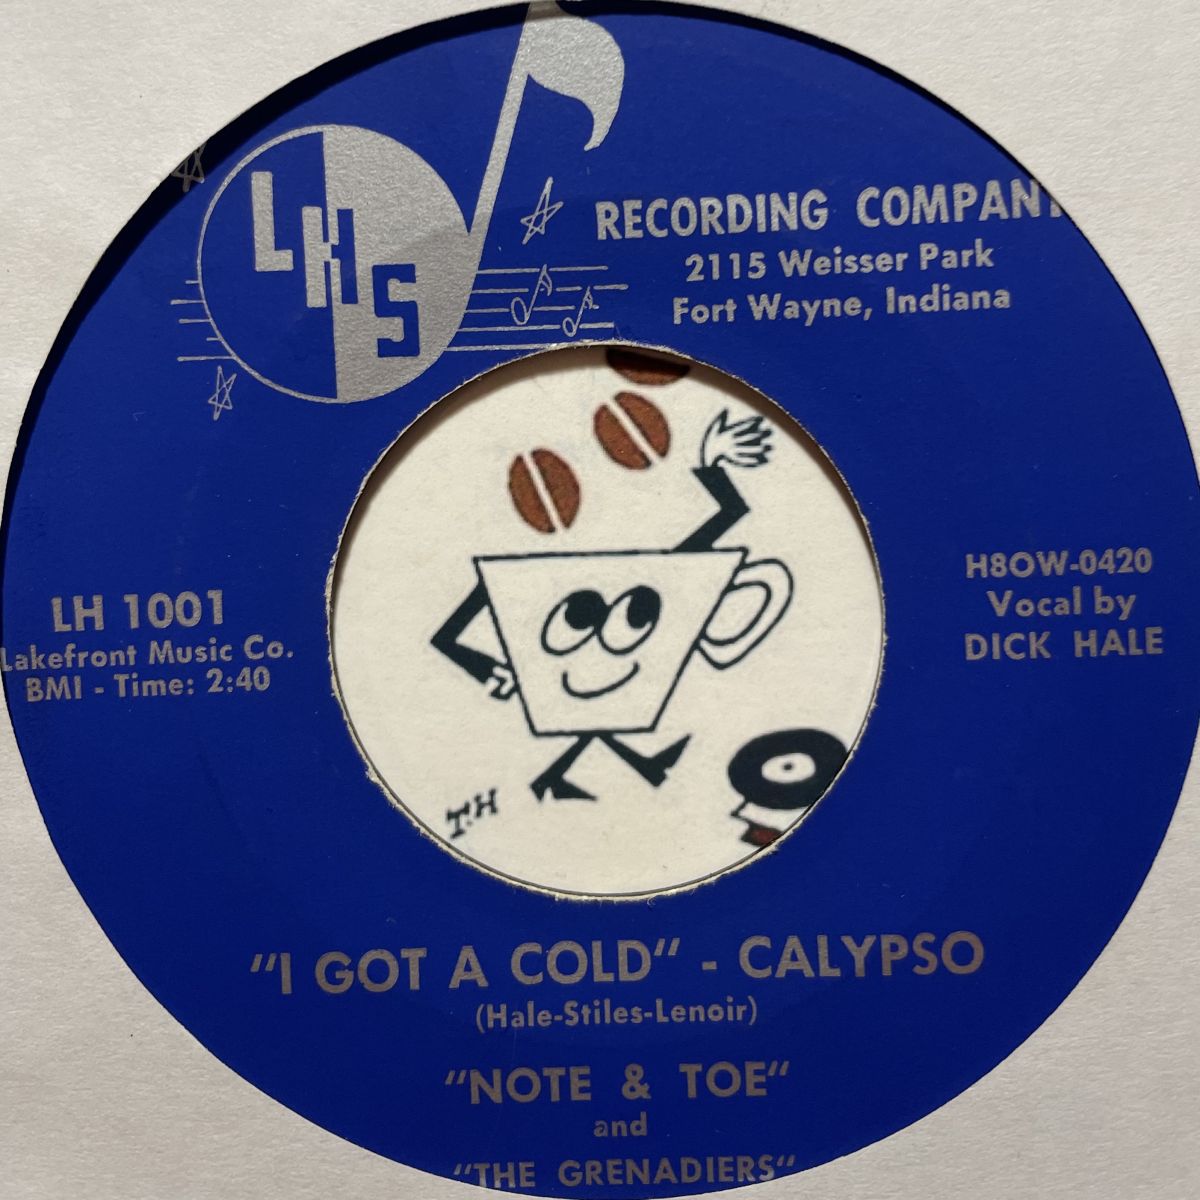 LHS
RECORDING COMPANY
2115 Weisser Park
Fort Wayne, Indiana
LH 1001
Lakefront Music Co.
BMI - Time: 2:40
H8OW-0420
Vocal by
DICK HALE
T.H
"I GOT A COLD" - CALYPSO
(Hale-Stiles-Lenoir)
"NOTE & TOE"
and
"THE GRENADIERS"